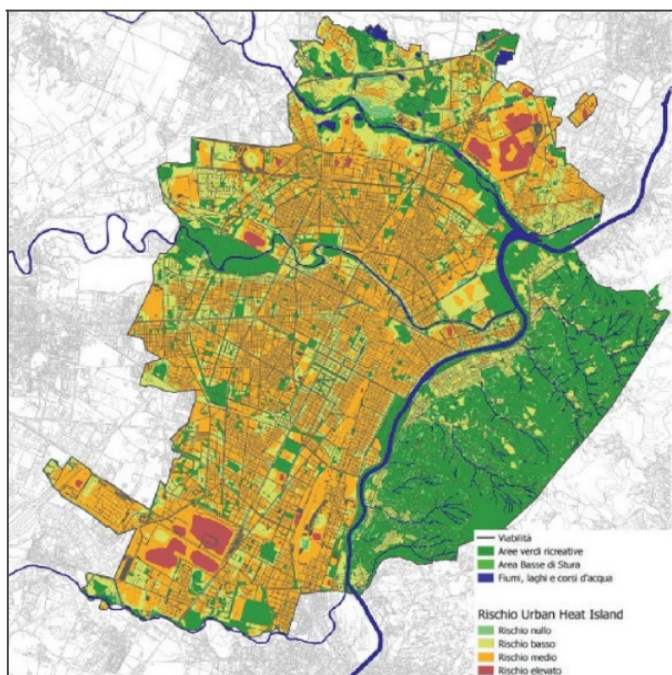 Viabilità
Aree verdi ricreative
Area Basse di Stura
Fiumi, laghi e corsi d'acqua
Rischio Urban Heat Island
Rischio nullo
Rischio basso
Rischio medio
Rischio elevato